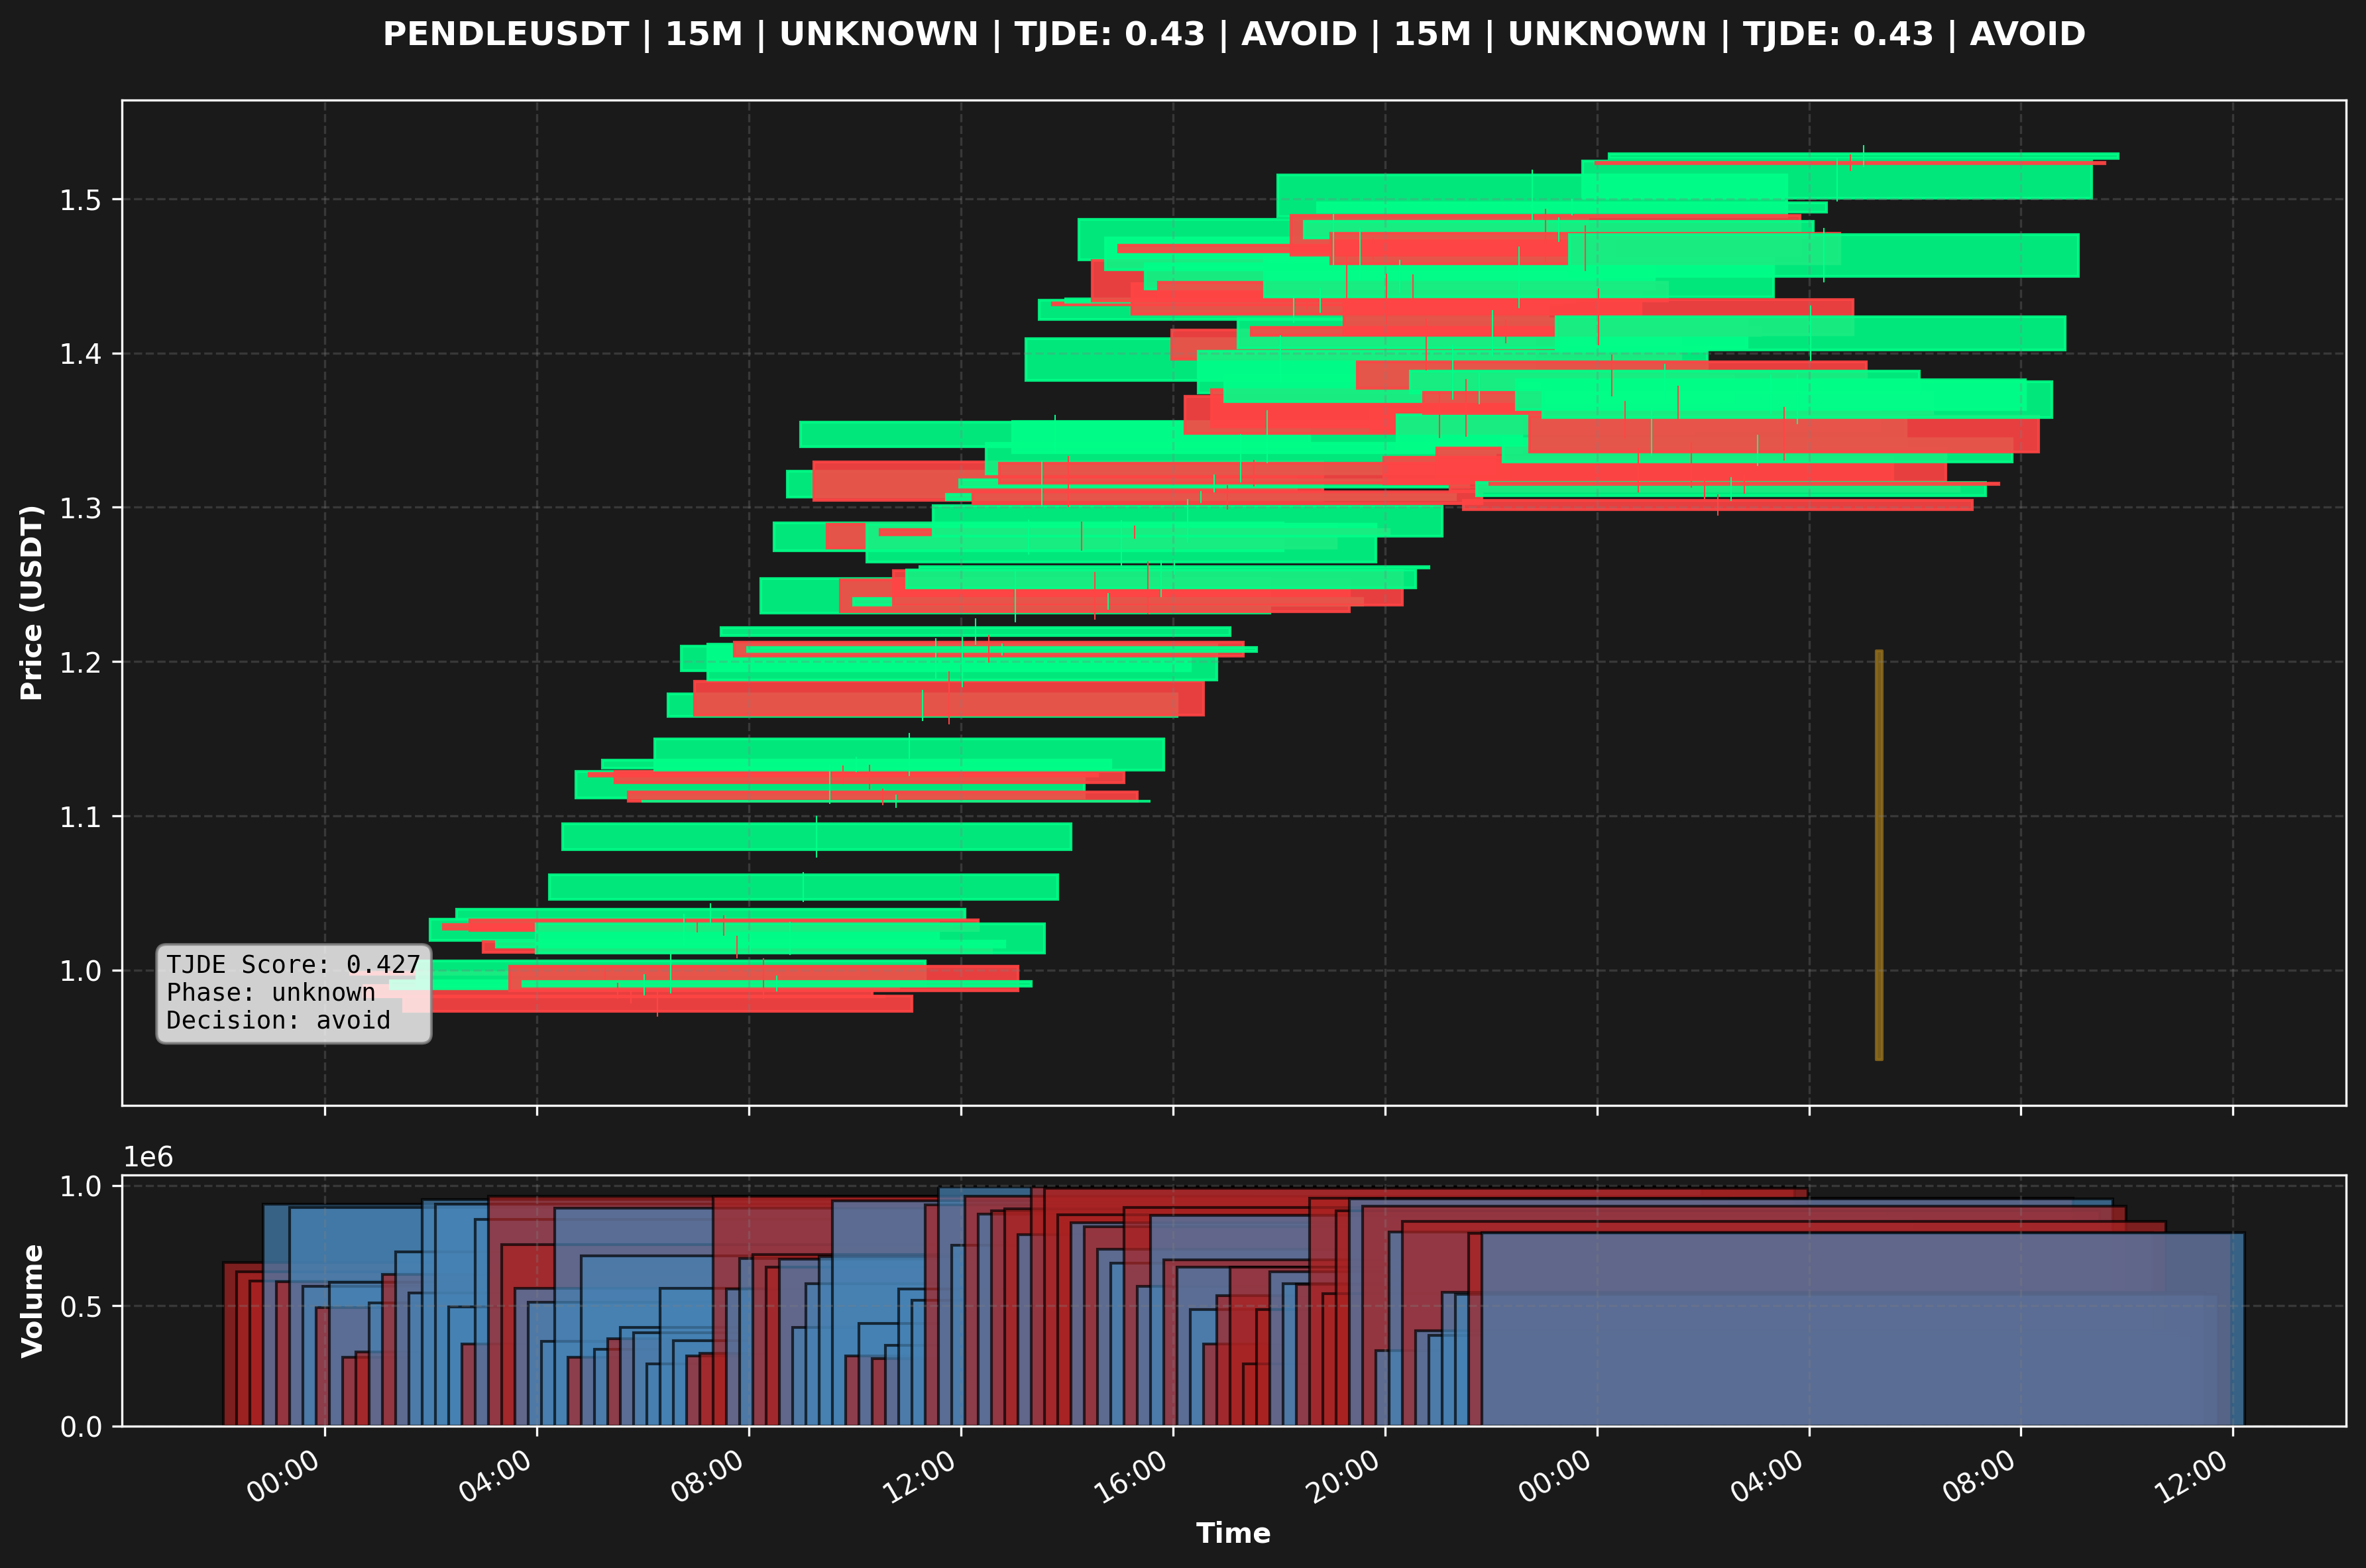 PENDLEUSDT | 15M | UNKNOWN | TJDE: 0.43 | AVOID | 15M | UNKNOWN | TJDE: 0.43 | AVOID
Price (USDT)
1.5
1.4
1.3
1.2
1.1
1.0
TJDE Score: 0.427
Phase: unknown
Decision: avoid
1e6
Volume
1.0
0.5
0.0
00:00 04:00 08:00 12:00 16:00 20:00 00:00 04:00 08:00 12:00
Time